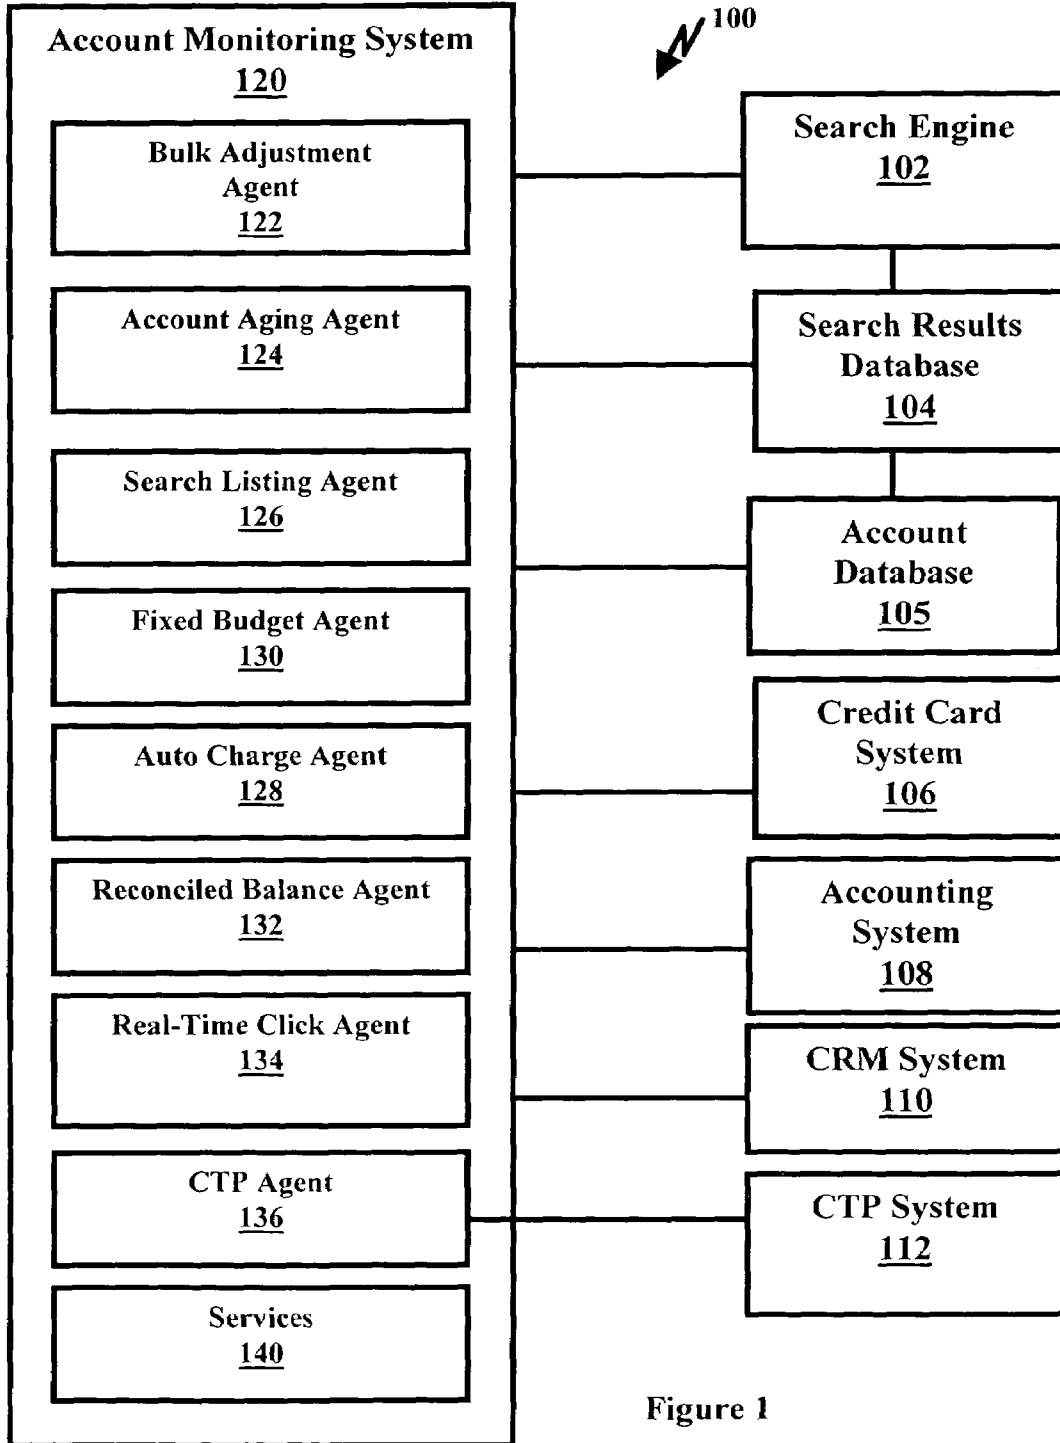 Account Monitoring System
120
Bulk Adjustment
Agent
122
Account Aging Agent
124
Search Listing Agent
126
Fixed Budget Agent
130
Auto Charge Agent
128
Reconciled Balance Agent
132
Real-Time Click Agent
134
CTP Agent
136
Services
140
100
Search Engine
102
Search Results
Database
104
Account
Database
105
Credit Card
System
106
Accounting
System
108
CRM System
110
CTP System
112
Figure 1